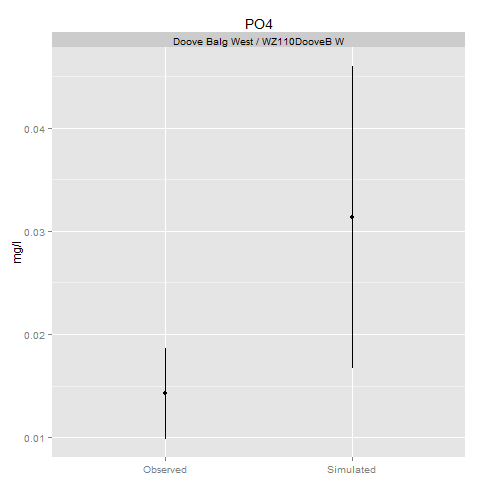 PO4
Doove Balg West / WZ110DooveB W
mg/l
0.04
0.03
0.02
0.01
Observed
Simulated